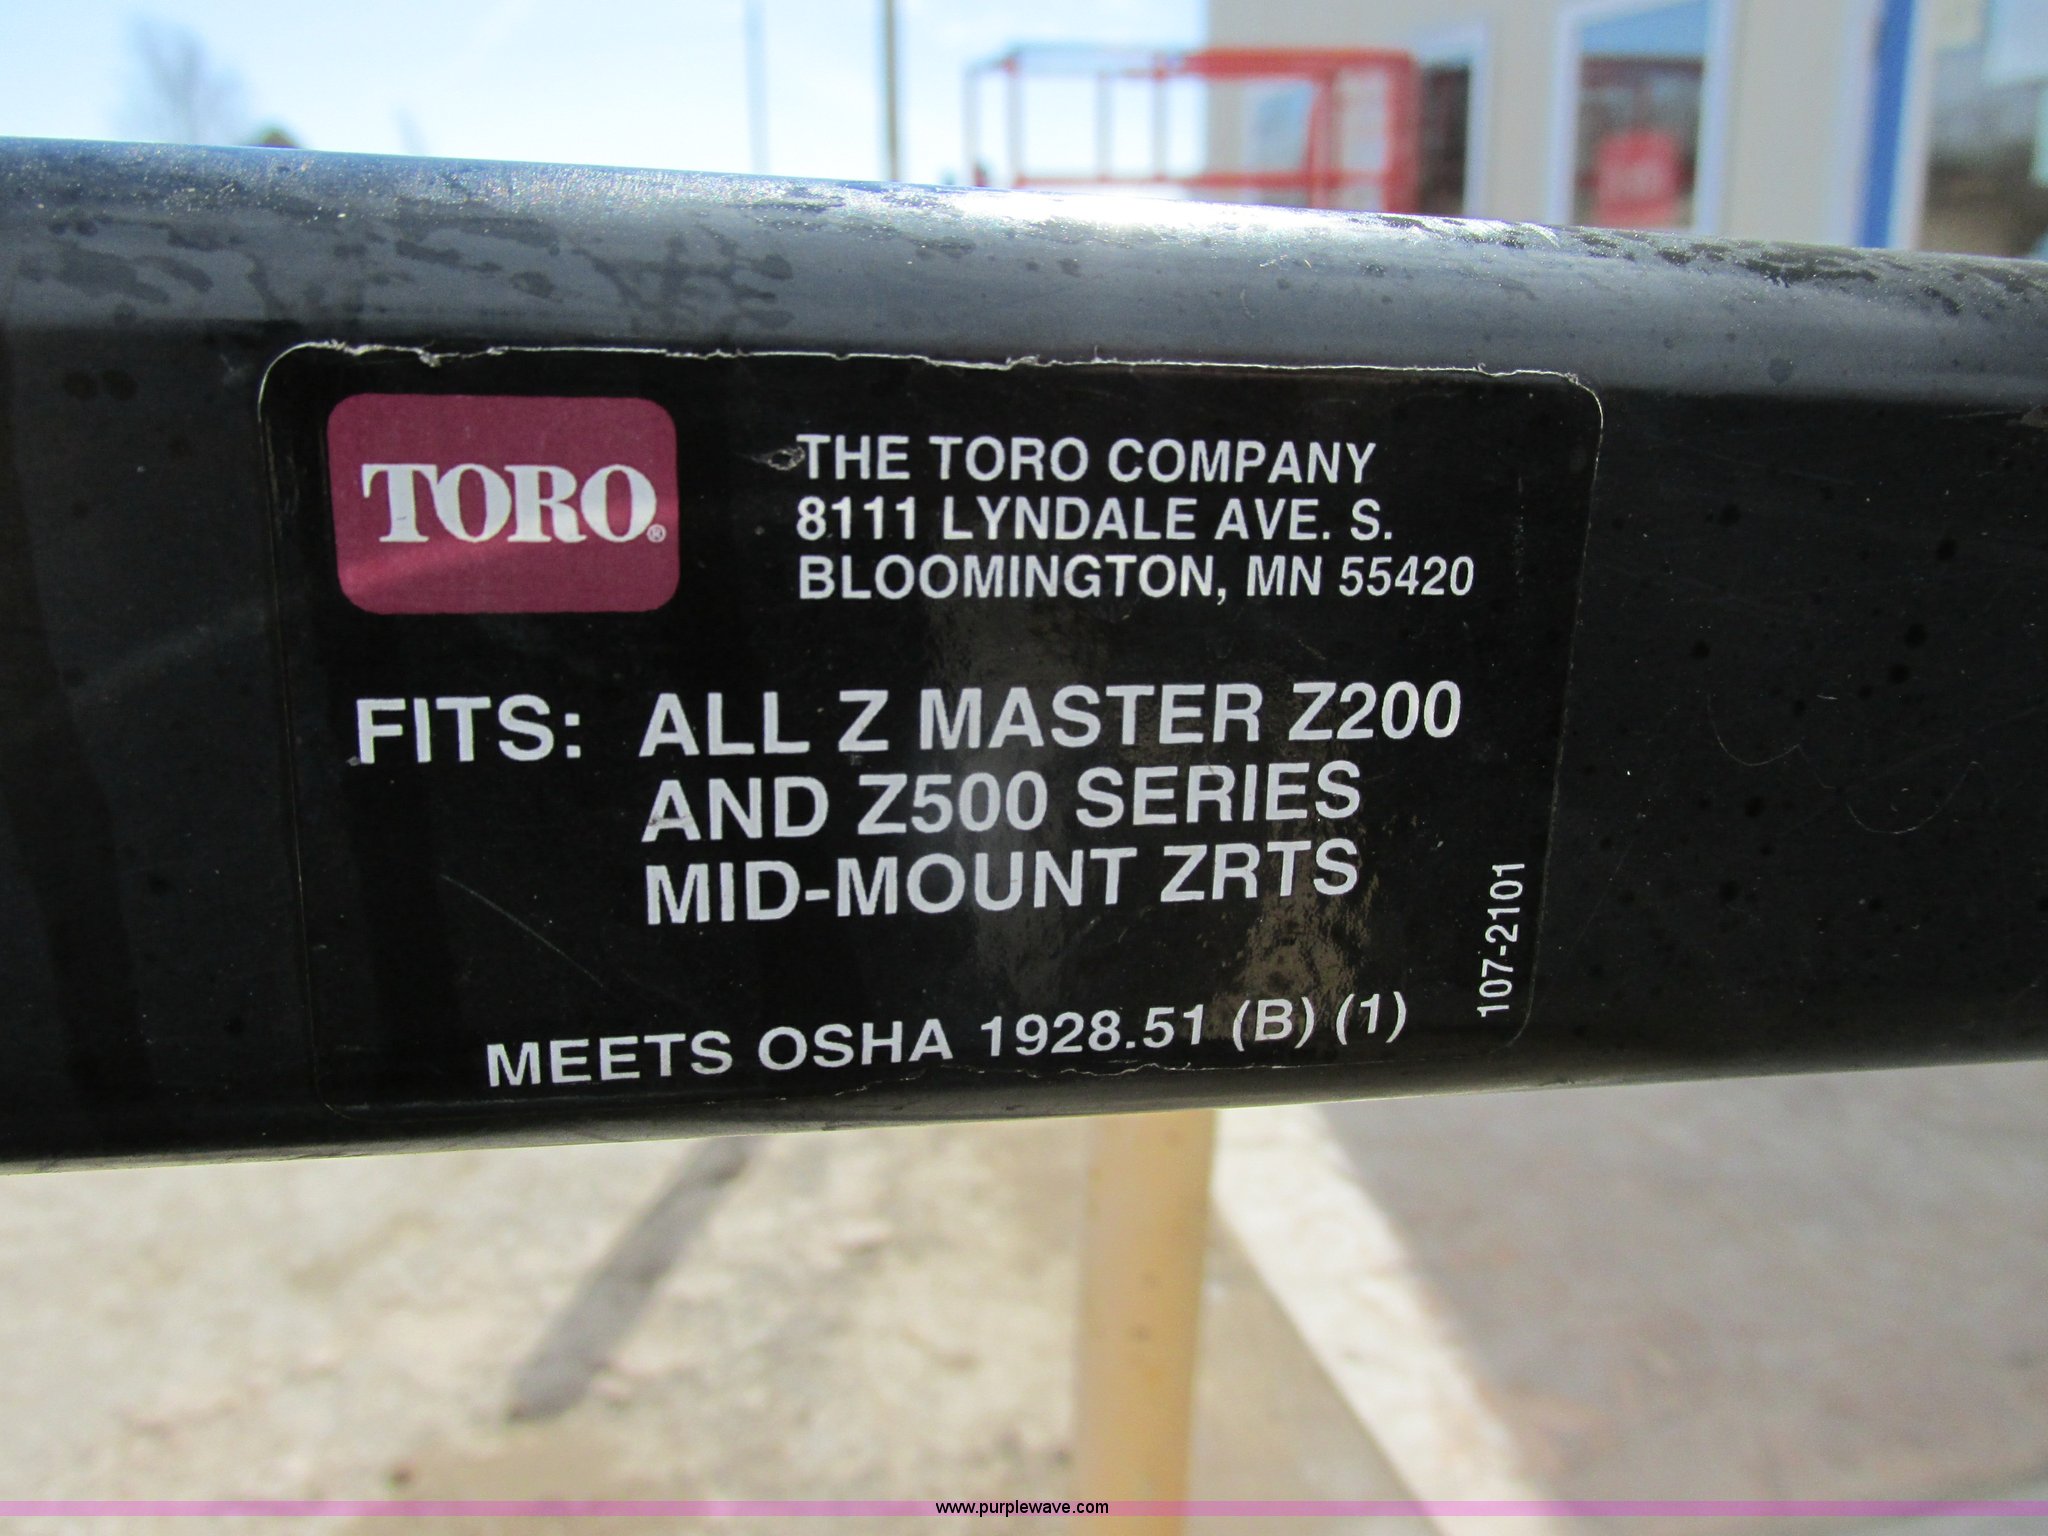 TORO®
THE TORO COMPANY
8111 LYNDALE AVE. S.
BLOOMINGTON, MN 55420
FITS: ALL Z MASTER Z200
AND Z500 SERIES
MID-MOUNT ZRTS
107-2101
MEETS OSHA 1928.51 (B) (1)
www.purplewave.com